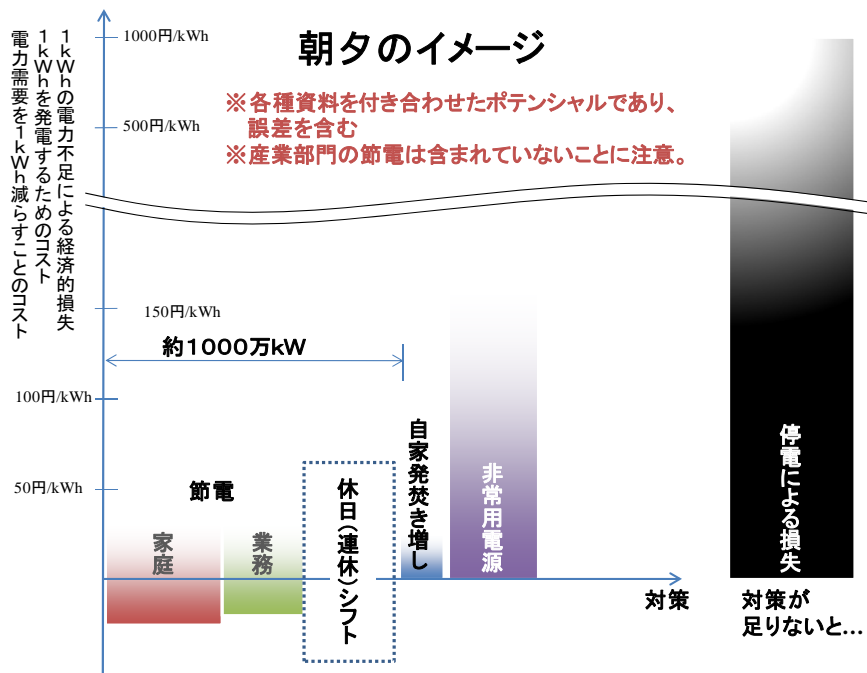 朝夕のイメージ
※各種資料を付き合わせたポテンシャルであり、
誤差を含む
※産業部門の節電は含まれていないことに注意。
1kWhの電力不足による経済的損失
1kWhを発電するためのコスト
電力需要を1kWh減らすことのコスト
1000円/kWh
500円/kWh
150円/kWh
100円/kWh
50円/kWh
約1000万kW
節電
家庭
業務
休日(連休)シフト
自家発焚き増し
非常用電源
停電による損失
対策
対策が
足りないと…